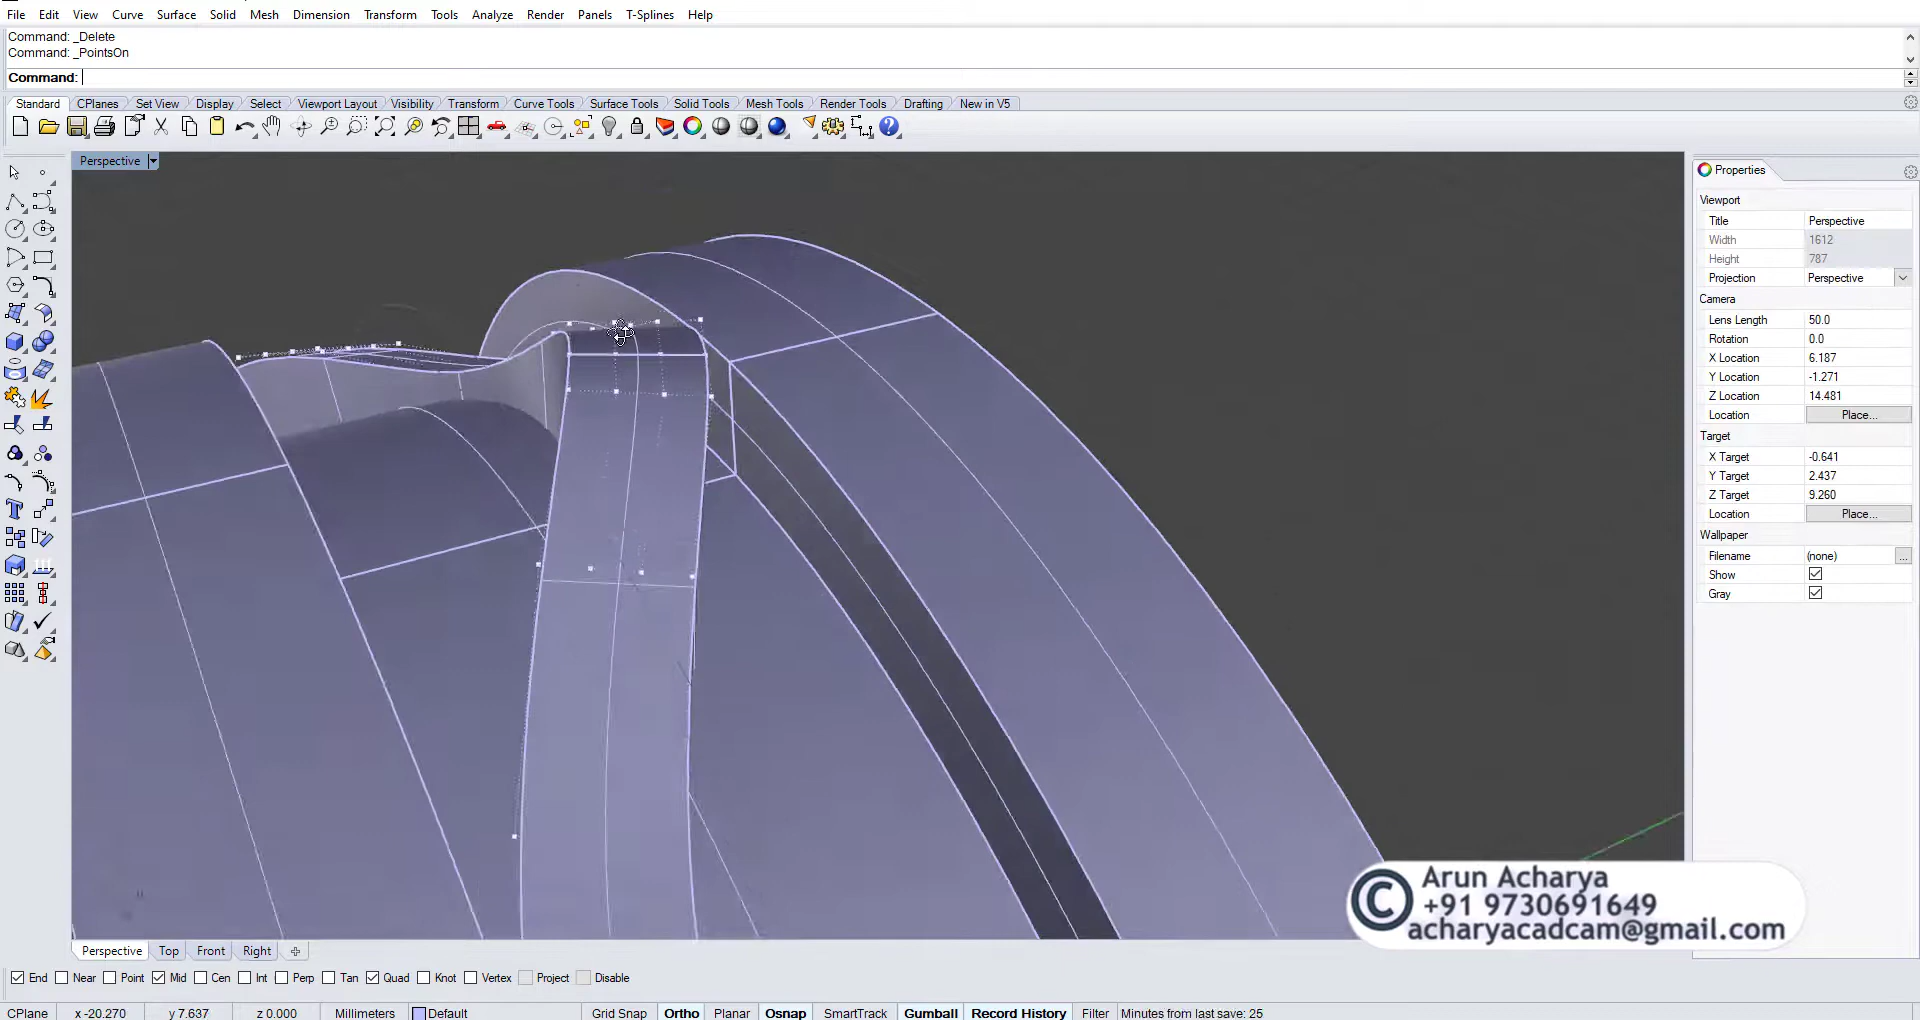 File Edit View Curve Surface Solid Mesh Dimension Transform Tools Analyze Render Panels T-Splines Help
Command: _Delete
Command: _PointsOn
Command:
Standard CPlanes Set View Display Select Viewport Layout Visibility Transform Curve Tools Surface Tools Solid Tools Mesh Tools Render Tools Drafting New in V5
Perspective
Properties
Viewport
Title Perspective
Width 1612
Height 787
Projection Perspective
Camera
Lens Length 50.0
Rotation 0.0
X Location 6.187
Y Location -1.271
Z Location 14.481
Location Place...
Target
X Target -0.641
Y Target 2.437
Z Target 9.260
Location Place...
Wallpaper
Filename (none) ...
Show
Gray
© Arun Acharya
+91 9730691649
acharyacadcam@gmail.com
Perspective Top Front Right
End Near Point Mid Cen Int Perp Tan Quad Knot Vertex Project Disable
CPlane x -20.270 y 7.637 z 0.000 Millimeters Default Grid Snap Ortho Planar Osnap SmartTrack Gumball Record History Filter Minutes from last save: 25